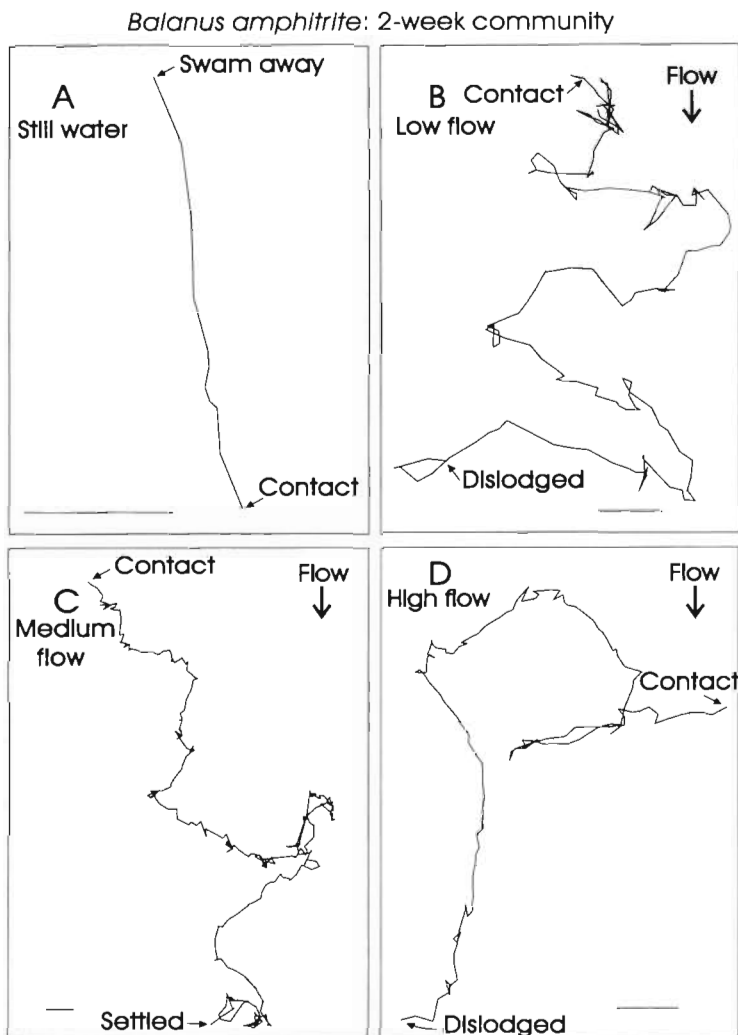 Balanus amphitrite: 2-week community
A
Still water
Swam away
Contact
B
Low flow
Contact
Flow
Dislodged
C
Medium
flow
Contact
Flow
Settled
D
High flow
Flow
Contact
Dislodged